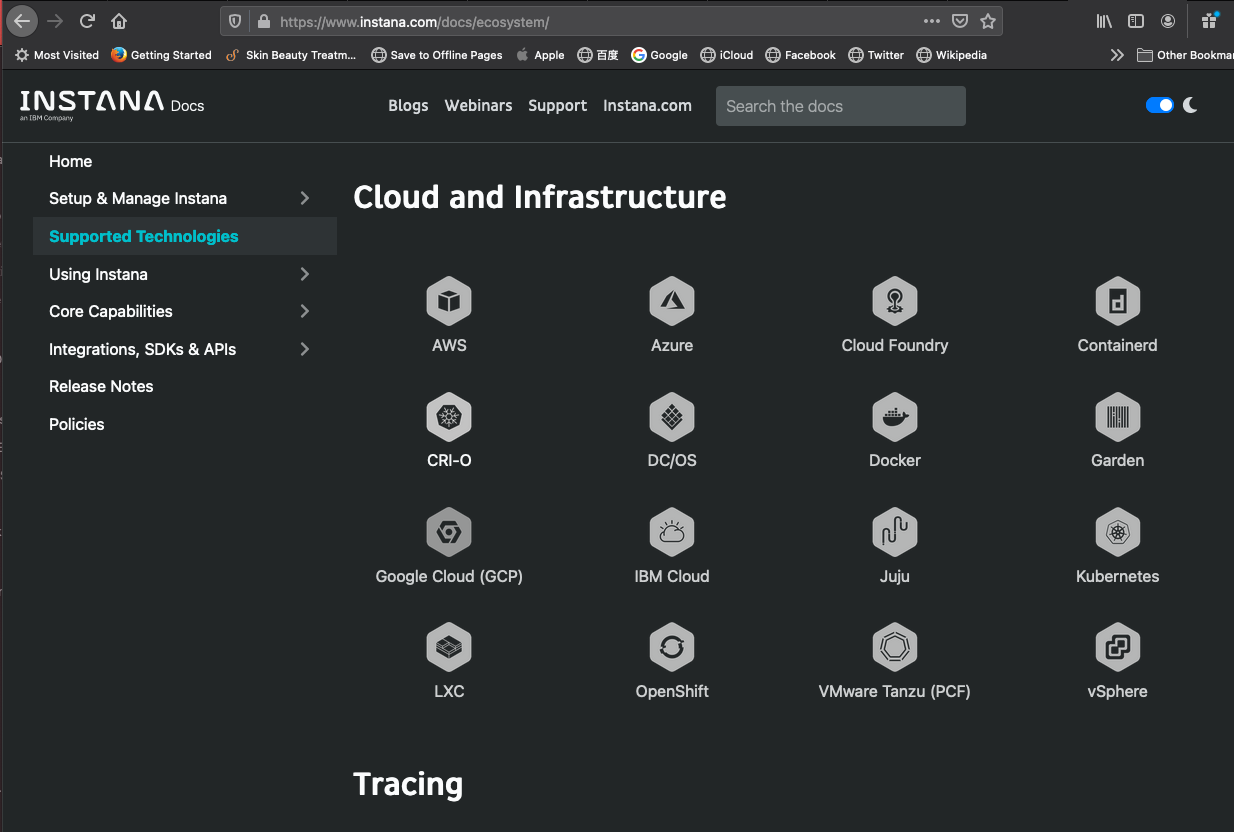 https://www.instana.com/docs/ecosystem/
Most Visited Getting Started Skin Beauty Treatm... Save to Offline Pages Apple 百度 Google iCloud Facebook Twitter Wikipedia Other Bookmar
INSTANA Docs
an IBM Company
Blogs Webinars Support Instana.com Search the docs
Home
Setup & Manage Instana
Supported Technologies
Using Instana
Core Capabilities
Integrations, SDKs & APIs
Release Notes
Policies
Cloud and Infrastructure
AWS Azure Cloud Foundry Containerd
CRI-O DC/OS Docker Garden
Google Cloud (GCP) IBM Cloud Juju Kubernetes
LXC OpenShift VMware Tanzu (PCF) vSphere
Tracing